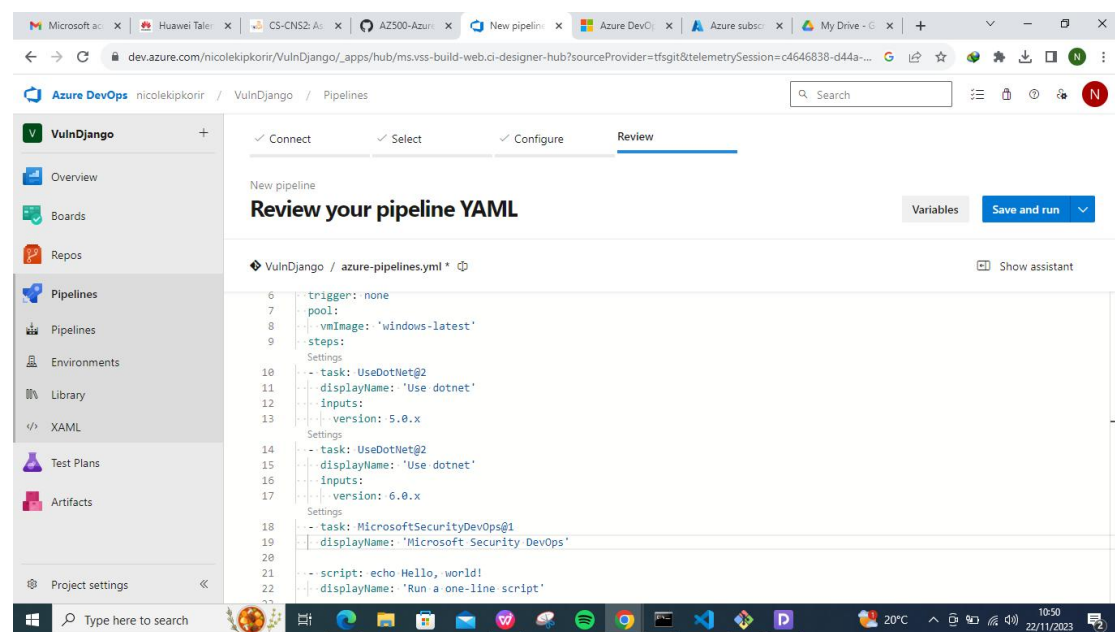 Microsoft ac
Huawei Taler
CS-CNS2: As
AZ500-Azure
New pipeline
Azure DevOp
Azure subscr
My Drive - G
dev.azure.com/nicolekipkorir/VulnDjango/_apps/hub/ms.vss-build-web.ci-designer-hub?sourceProvider=tfsgit&telemetrySession=c4646838-d44a-...
N
Azure DevOps nicolekipkorir / VulnDjango / Pipelines
Search
N
V VulnDjango
Overview
Boards
Repos
Pipelines
Pipelines
Environments
Library
XAML
Test Plans
Artifacts
Project settings
Connect
Select
Configure
Review
New pipeline
Review your pipeline YAML
Variables
Save and run
VulnDjango / azure-pipelines.yml *
Show assistant
6 trigger: none
7 pool:
8 vmImage: 'windows-latest'
9 steps:
Settings
10 - task: UseDotNet@2
11 displayName: 'Use dotnet'
12 inputs:
13 version: 5.0.x
Settings
14 - task: UseDotNet@2
15 displayName: 'Use dotnet'
16 inputs:
17 version: 6.0.x
Settings
18 - task: MicrosoftSecurityDevOps@1
19 displayName: 'Microsoft Security DevOps'
20
21 - script: echo Hello, world!
22 displayName: 'Run a one-line script'
Type here to search
20°C
10:50
22/11/2023
2